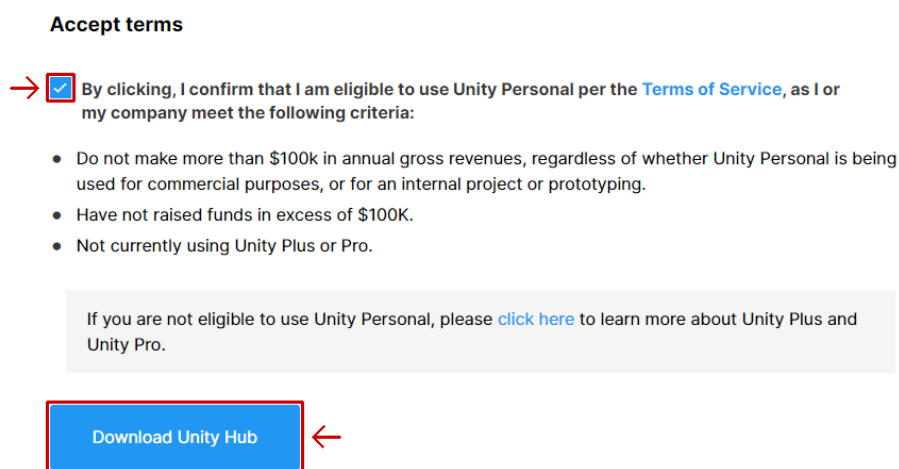 Accept terms
By clicking, I confirm that I am eligible to use Unity Personal per the Terms of Service, as I or
my company meet the following criteria:
Do not make more than $100k in annual gross revenues, regardless of whether Unity Personal is being
used for commercial purposes, or for an internal project or prototyping.
Have not raised funds in excess of $100K.
Not currently using Unity Plus or Pro.
If you are not eligible to use Unity Personal, please click here to learn more about Unity Plus and
Unity Pro.
Download Unity Hub